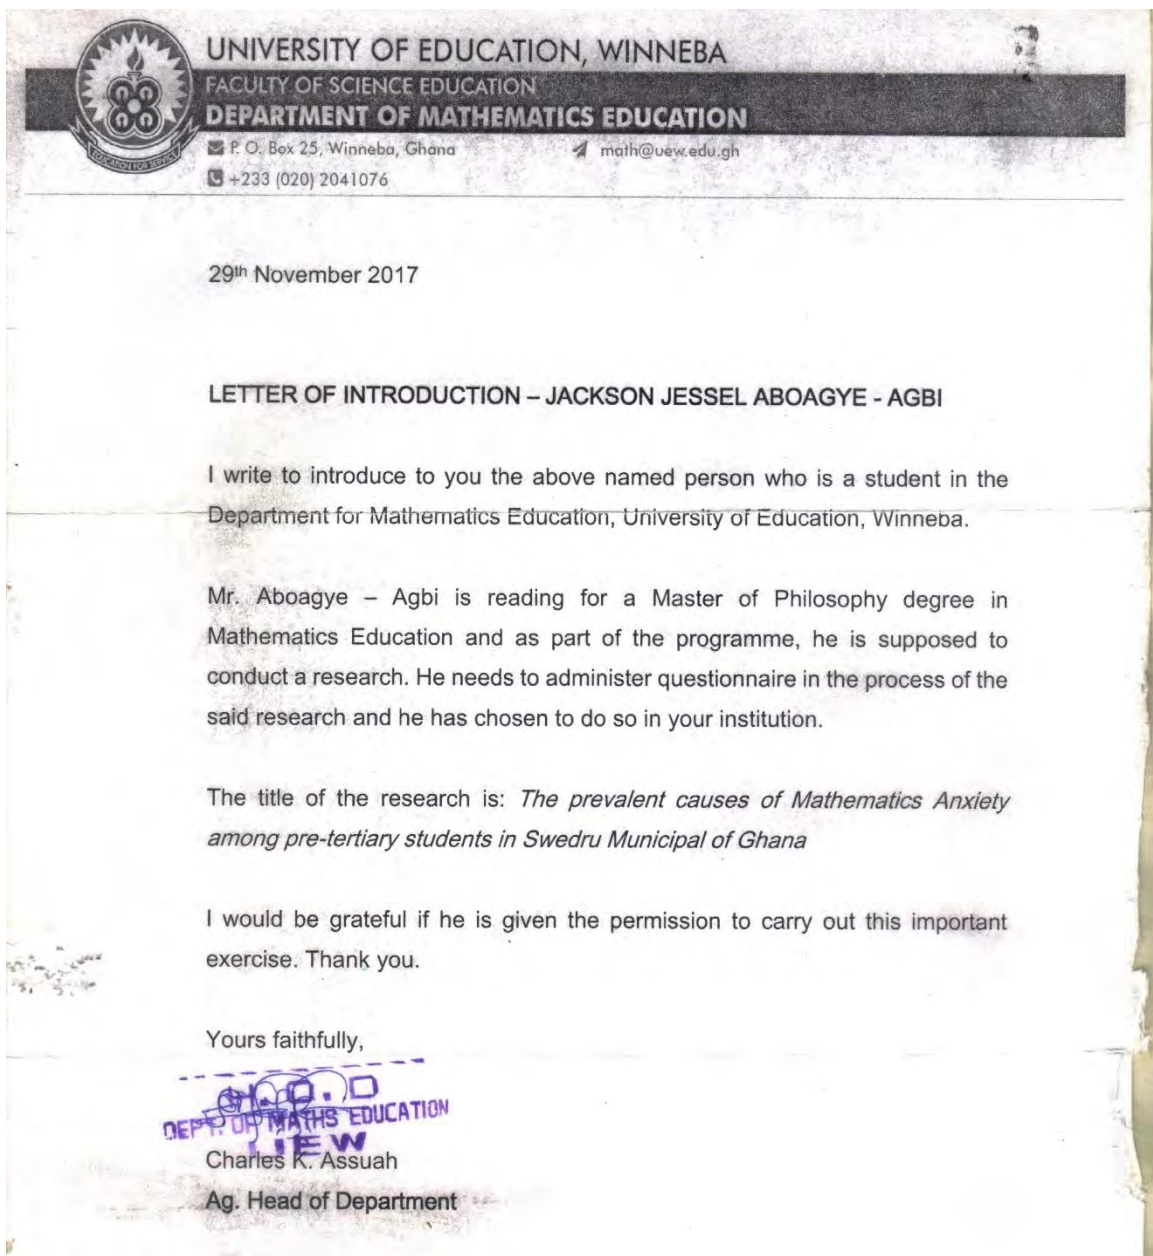 UNIVERSITY OF EDUCATION, WINNEBA
FACULTY OF SCIENCE EDUCATION
DEPARTMENT OF MATHEMATICS EDUCATION
P. O. Box 25, Winneba, Ghana math@uew.edu.gh
+233 (020) 2041076
EDUCATION FOR SERVICE
29th November 2017
LETTER OF INTRODUCTION – JACKSON JESSEL ABOAGYE - AGBI
I write to introduce to you the above named person who is a student in the
Department for Mathematics Education, University of Education, Winneba.
Mr. Aboagye – Agbi is reading for a Master of Philosophy degree in
Mathematics Education and as part of the programme, he is supposed to
conduct a research. He needs to administer questionnaire in the process of the
said research and he has chosen to do so in your institution.
The title of the research is: The prevalent causes of Mathematics Anxiety
among pre-tertiary students in Swedru Municipal of Ghana
I would be grateful if he is given the permission to carry out this important
exercise. Thank you.
Yours faithfully,
H.O.D
DEPT. OF MATHS EDUCATION
UEW
Charles K. Assuah
Ag. Head of Department